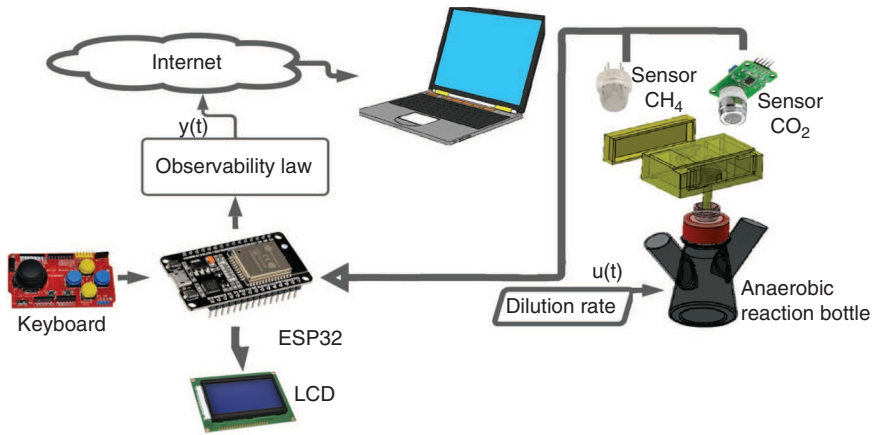 Internet
y(t)
Observability law
Sensor
CH4
Sensor
CO2
Keyboard
ESP32
LCD
u(t)
Dilution rate
Anaerobic
reaction bottle